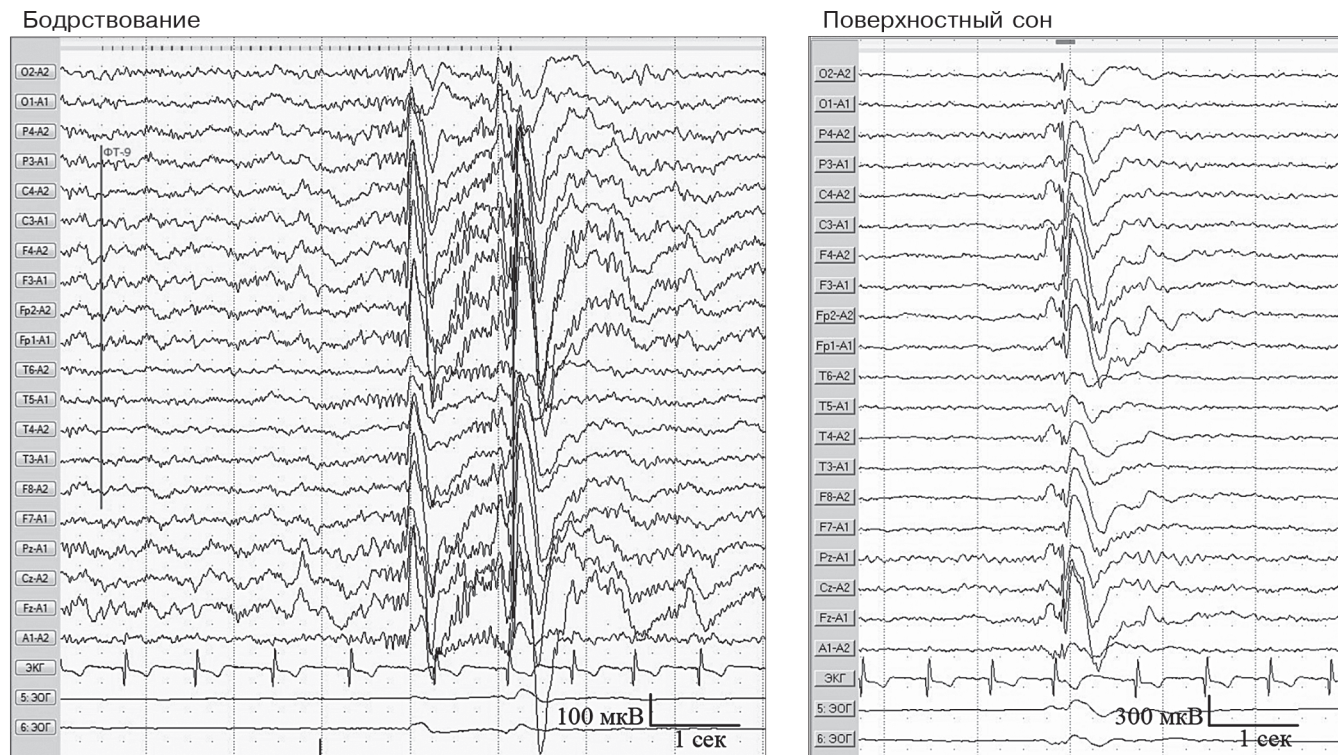 Бодрствование
O2-A2
O1-A1
P4-A2
P3-A1
C4-A2
C3-A1
F4-A2
F3-A1
Fp2-A2
Fp1-A1
T6-A2
T5-A1
T4-A2
T3-A1
F8-A2
F7-A1
Pz-A1
Cz-A2
Fz-A1
A1-A2
ЭКГ
5: ЭОГ
6: ЭОГ
ФТ-9
100 мкВ
1 сек
Поверхностный сон
O2-A2
O1-A1
P4-A2
P3-A1
C4-A2
C3-A1
F4-A2
F3-A1
Fp2-A2
Fp1-A1
T6-A2
T5-A1
T4-A2
T3-A1
F8-A2
F7-A1
Pz-A1
Cz-A2
Fz-A1
A1-A2
ЭКГ
5: ЭОГ
6: ЭОГ
300 мкВ
1 сек